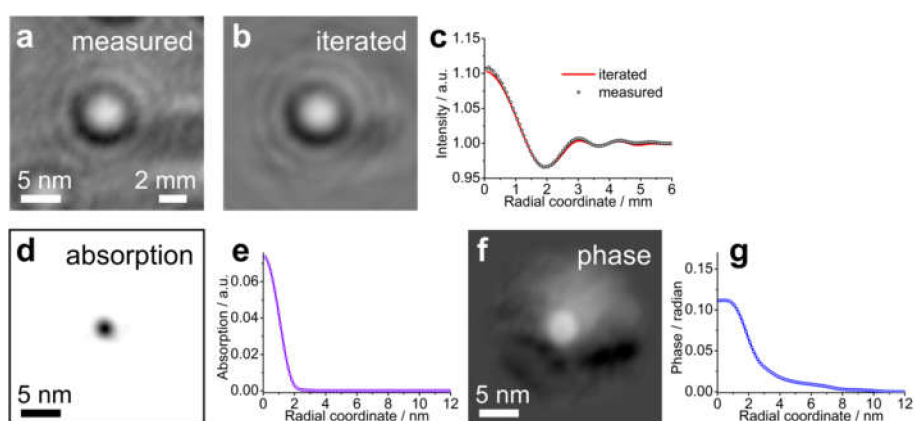 a measured
5 nm 2 mm
b iterated
c
Intensity / a.u.
1.15
1.10
1.05
1.00
0.95
iterated
measured
0 1 2 3 4 5 6
Radial coordinate / mm
d absorption
5 nm
e
Absorption / a.u.
0.06
0.04
0.02
0.00
0 2 4 6 8 10 12
Radial coordinate / nm
f phase
5 nm
g
Phase / radian
0.15
0.10
0.05
0.00
0 2 4 6 8 10 12
Radial coordinate / nm